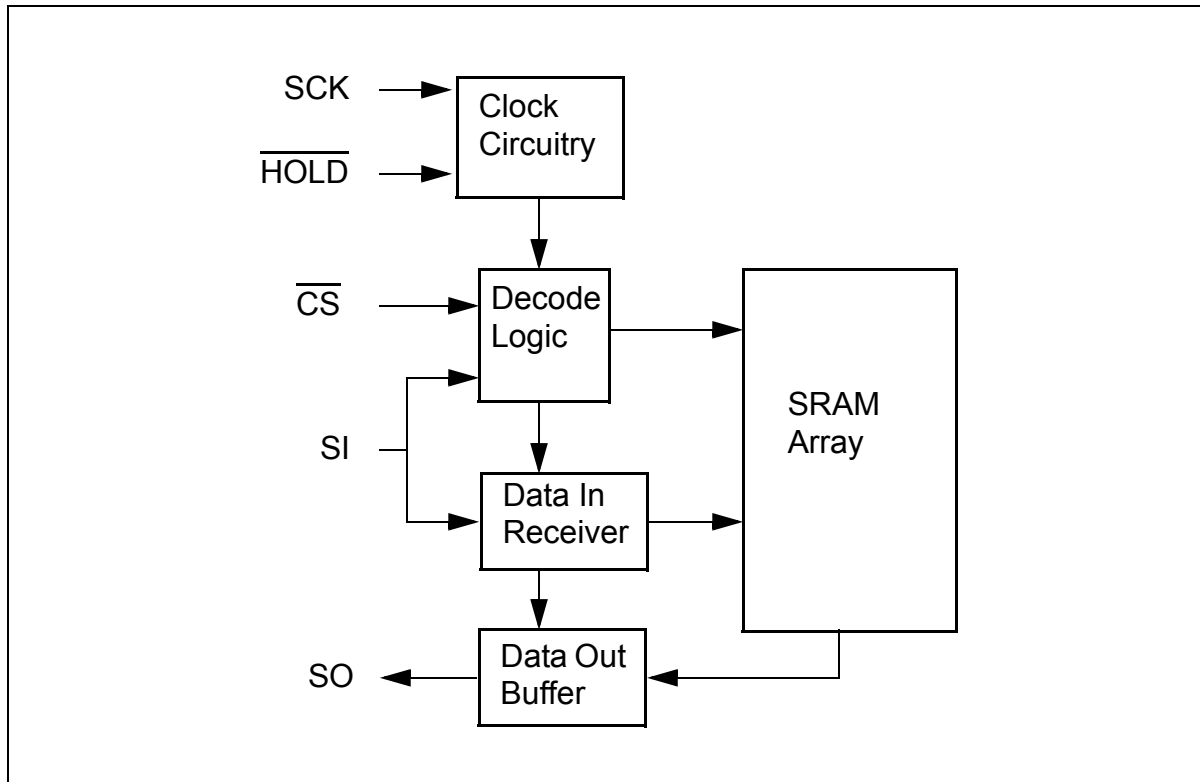 SCK
Clock
Circuitry
HOLD
CS
Decode
Logic
SRAM
Array
SI
Data In
Receiver
SO
Data Out
Buffer